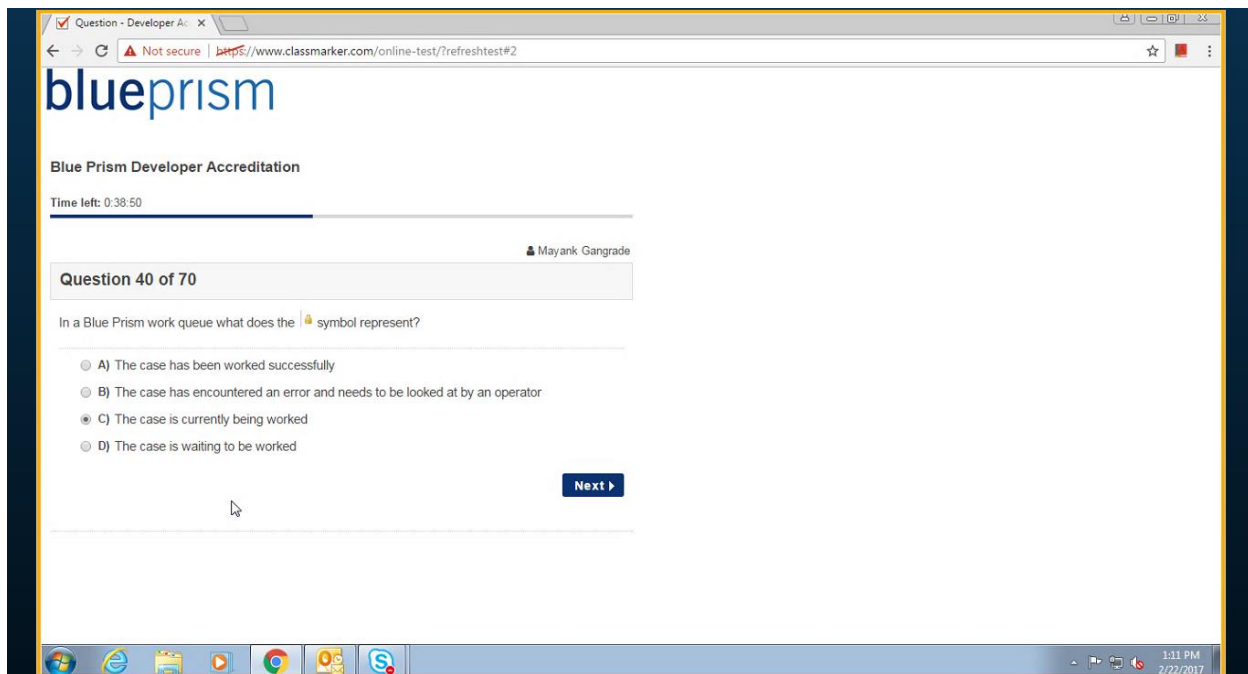 Question - Developer Ac
Not secure | https://www.classmarker.com/online-test/?refreshtest#2
blueprism
Blue Prism Developer Accreditation
Time left: 0:38:50
Mayank Gangrade
Question 40 of 70
In a Blue Prism work queue what does the symbol represent?
A) The case has been worked successfully
B) The case has encountered an error and needs to be looked at by an operator
C) The case is currently being worked
D) The case is waiting to be worked
Next
1:11 PM
2/22/2017